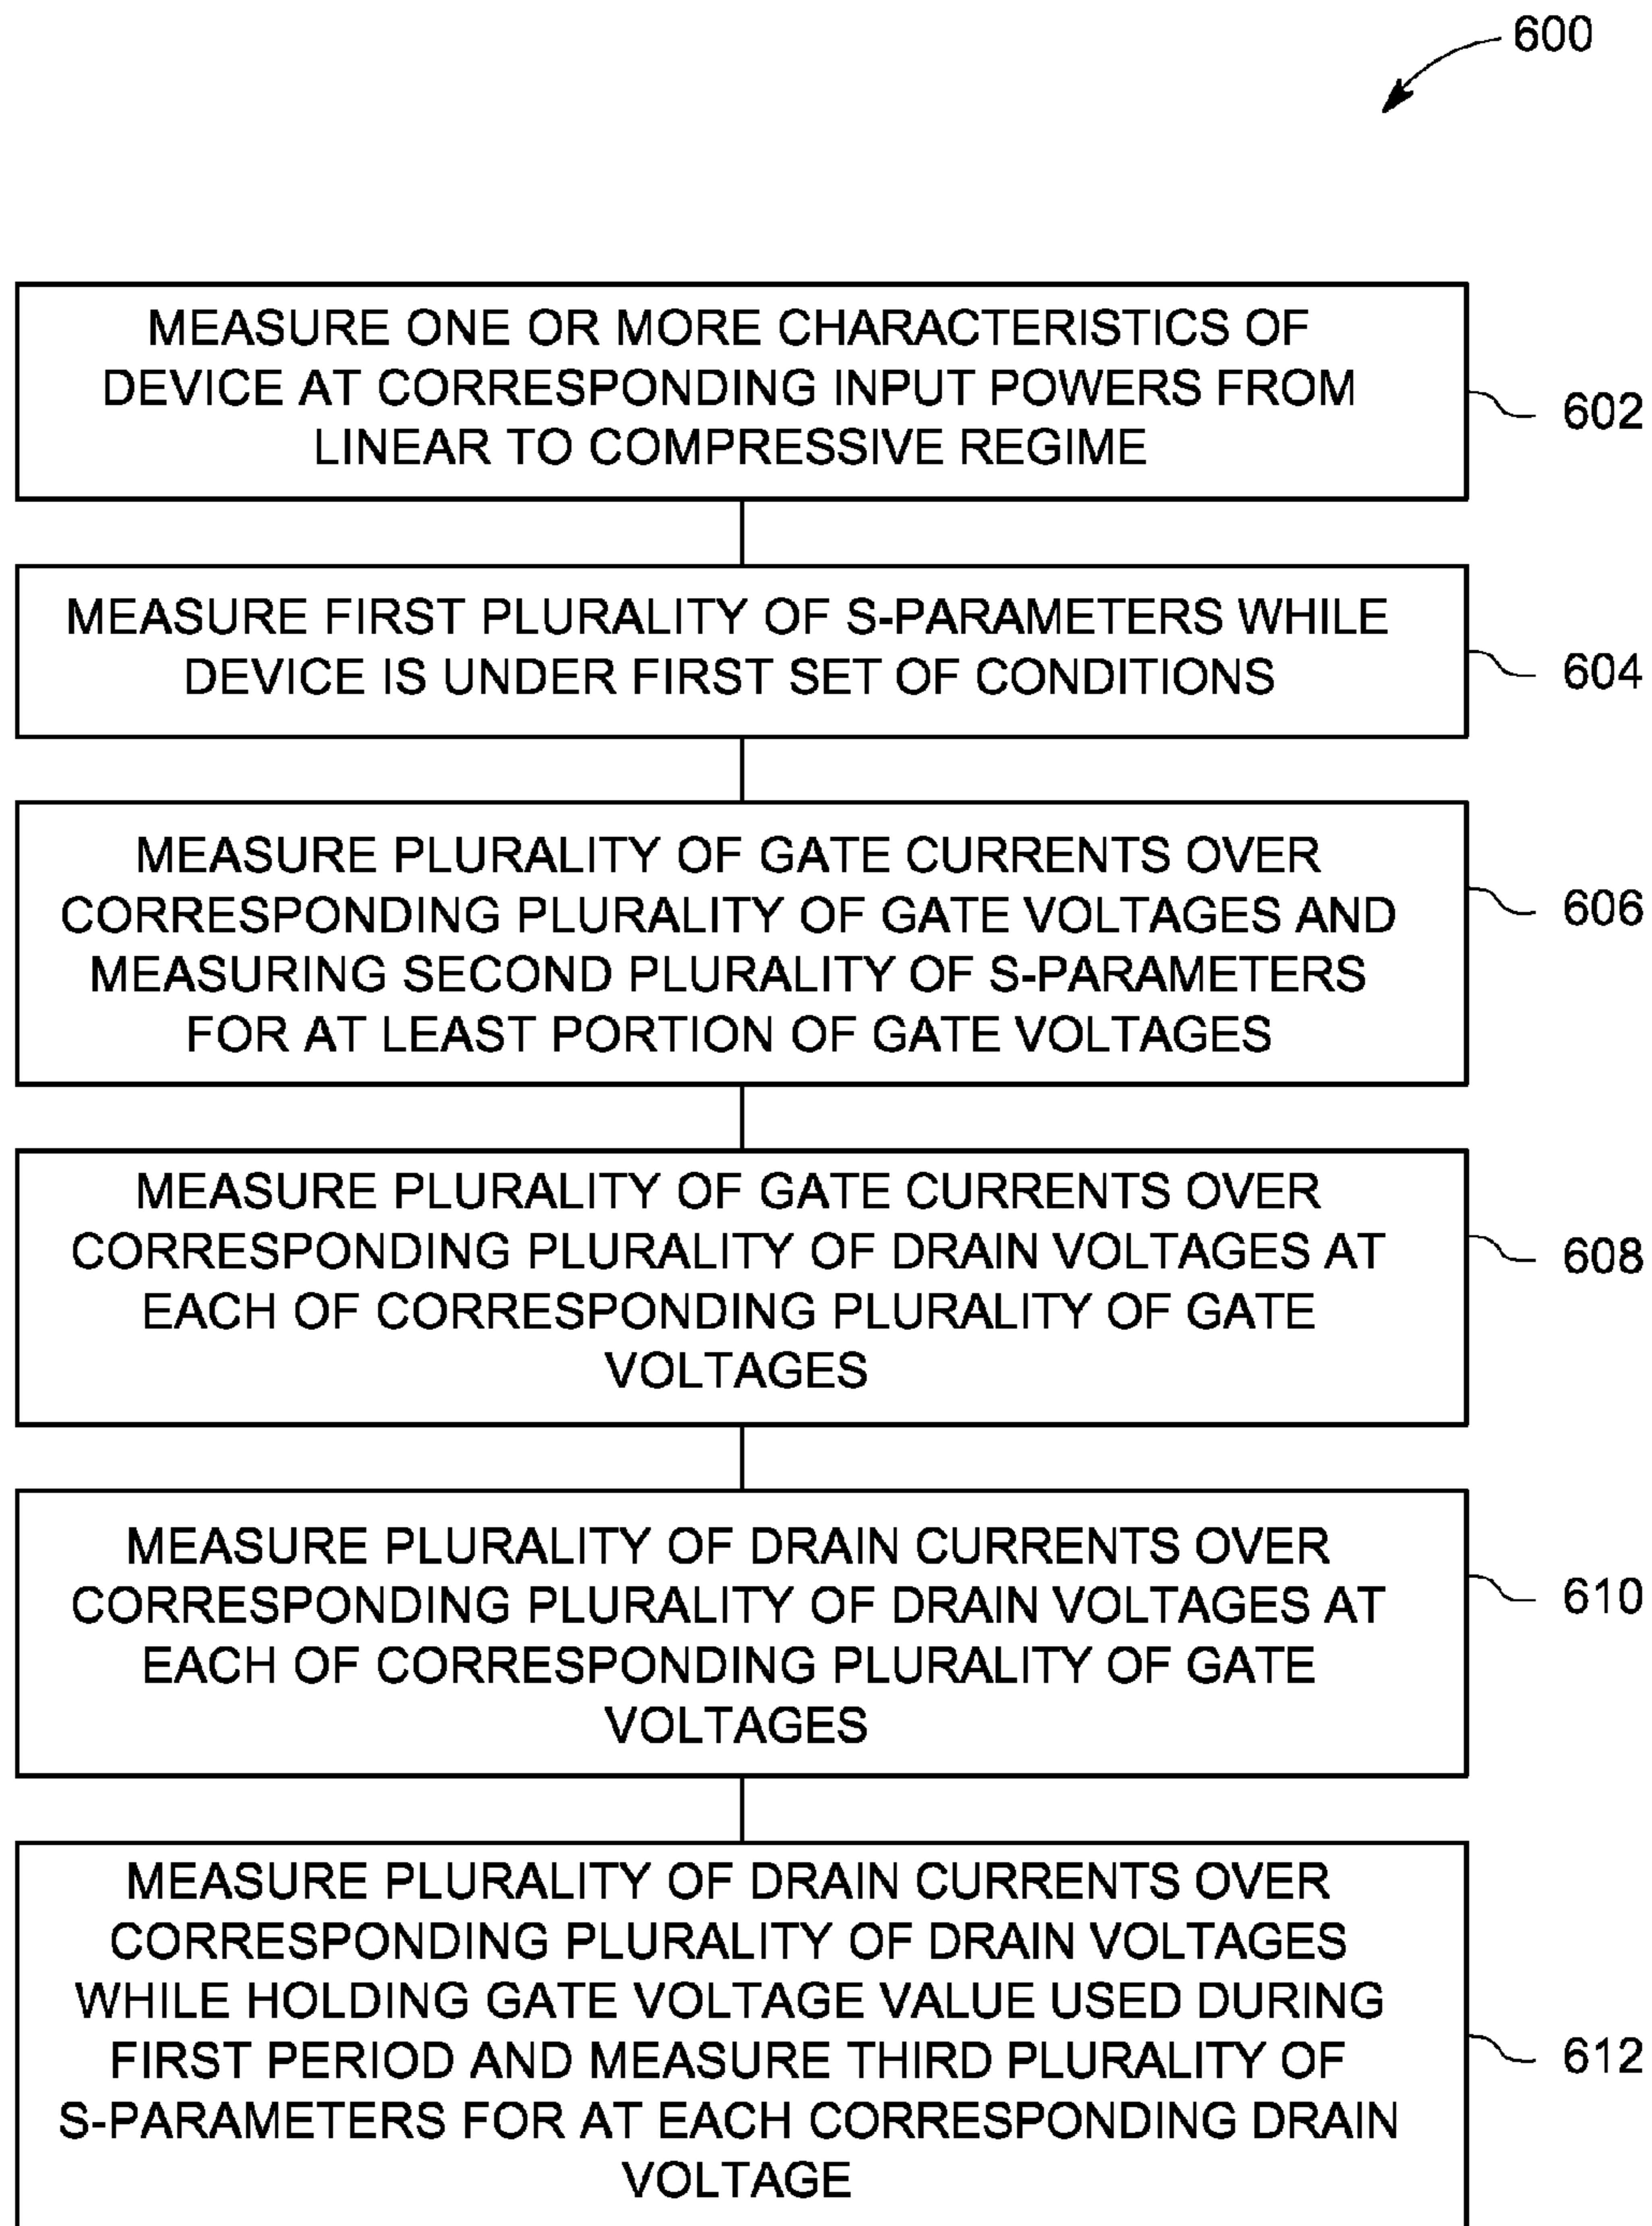 600
MEASURE ONE OR MORE CHARACTERISTICS OF
DEVICE AT CORRESPONDING INPUT POWERS FROM
LINEAR TO COMPRESSIVE REGIME
602
MEASURE FIRST PLURALITY OF S-PARAMETERS WHILE
DEVICE IS UNDER FIRST SET OF CONDITIONS
604
MEASURE PLURALITY OF GATE CURRENTS OVER
CORRESPONDING PLURALITY OF GATE VOLTAGES AND
MEASURING SECOND PLURALITY OF S-PARAMETERS
FOR AT LEAST PORTION OF GATE VOLTAGES
606
MEASURE PLURALITY OF GATE CURRENTS OVER
CORRESPONDING PLURALITY OF DRAIN VOLTAGES AT
EACH OF CORRESPONDING PLURALITY OF GATE
VOLTAGES
608
MEASURE PLURALITY OF DRAIN CURRENTS OVER
CORRESPONDING PLURALITY OF DRAIN VOLTAGES AT
EACH OF CORRESPONDING PLURALITY OF GATE
VOLTAGES
610
MEASURE PLURALITY OF DRAIN CURRENTS OVER
CORRESPONDING PLURALITY OF DRAIN VOLTAGES
WHILE HOLDING GATE VOLTAGE VALUE USED DURING
FIRST PERIOD AND MEASURE THIRD PLURALITY OF
S-PARAMETERS FOR AT EACH CORRESPONDING DRAIN
VOLTAGE
612